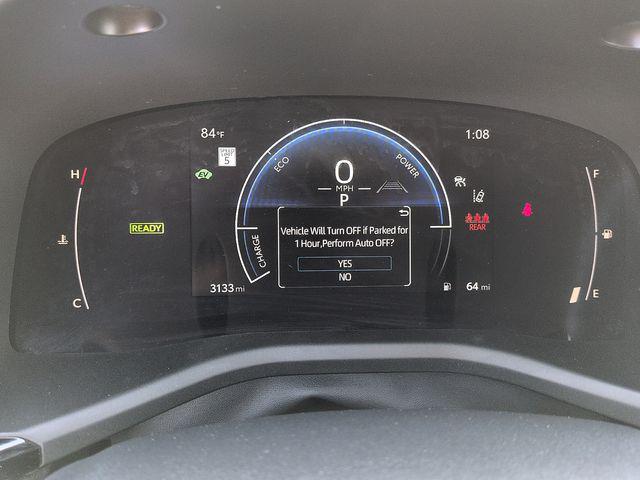 84°F
1:08
SPEED LIMIT
5
EV
H
F
ECO
POWER
0
MPH
P
READY
REAR
Vehicle Will Turn OFF if Parked for
1 Hour,Perform Auto OFF?
CHARGE
YES
NO
3133 mi
64 mi
C
E